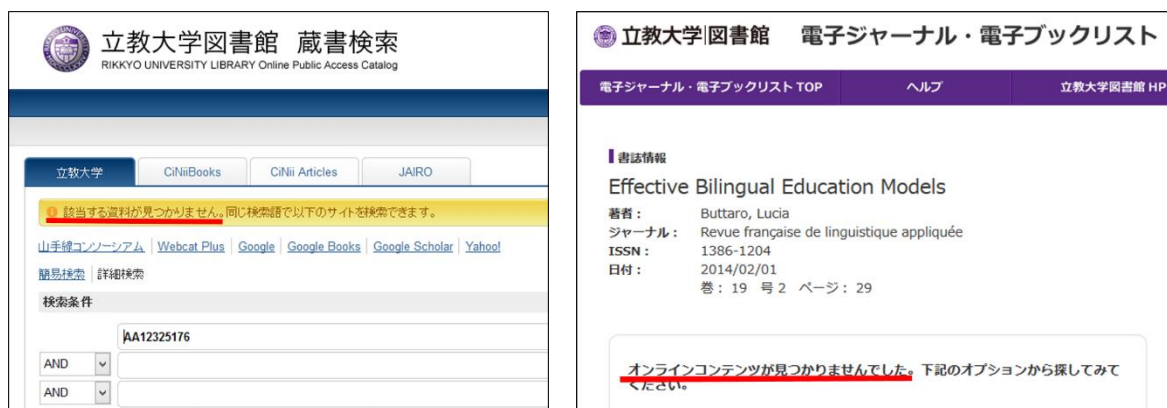 立教大学図書館 蔵書検索
RIKKYO UNIVERSITY LIBRARY Online Public Access Catalog
立教大学
CiNiiBooks
CiNii Articles
JAIRO
該当する資料が見つかりません。同じ検索語で以下のサイトを検索できます。
山手線コンソーシアム Webcat Plus Google Google Books Google Scholar Yahoo!
簡易検索 詳細検索
検索条件
AA12325176
AND
AND
立教大学図書館 電子ジャーナル・電子ブックリスト
電子ジャーナル・電子ブックリスト TOP ヘルプ 立教大学図書館 HP
書誌情報
Effective Bilingual Education Models
著者: Buttaro, Lucia
ジャーナル: Revue française de linguistique appliquée
ISSN: 1386-1204
日付: 2014/02/01
巻: 19 号 2 ページ: 29
オンラインコンテンツが見つかりませんでした。下記のオプションから探してみて
ください。